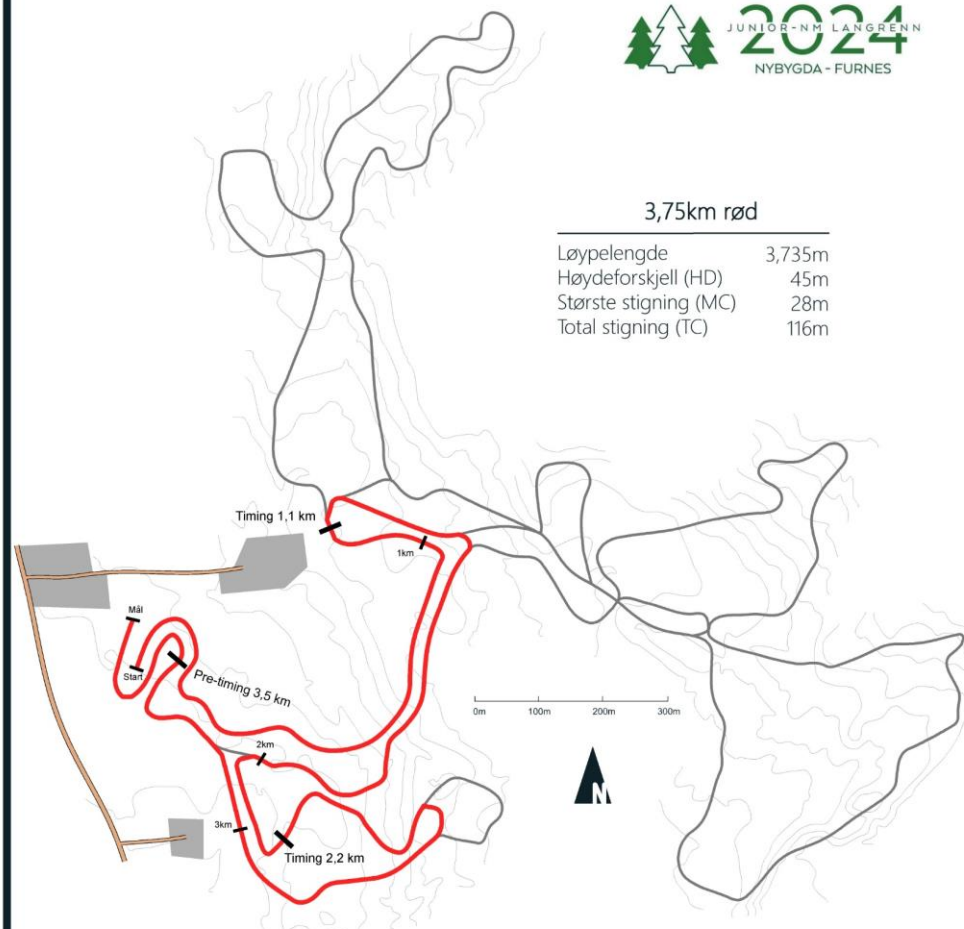 JUNIOR-NM LANGRENN
2024
NYBYGDA - FURNES
3,75km rød
Løypelengde 3,735m
Høydeforskjell (HD) 45m
Største stigning (MC) 28m
Total stigning (TC) 116m
Timing 1,1 km
1km
Mål
Start
Pre-timing 3,5 km
0m 100m 200m 300m
2km
N
3km
Timing 2,2 km